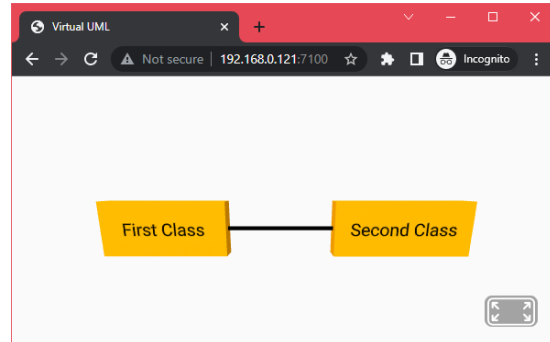 Virtual UML
Not secure | 192.168.0.121:7100
Incognito
First Class
Second Class